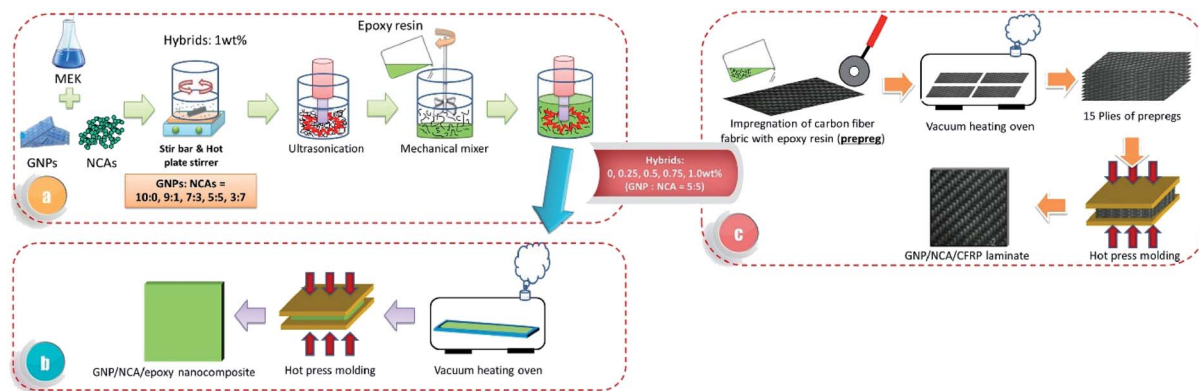 MEK
GNPs
NCAs
Hybrids: 1wt%
Stir bar & Hot
plate stirrer
GNPs: NCAs =
10:0, 9:1, 7:3, 5:5, 3:7
Ultrasonication
Epoxy resin
Mechanical mixer
a
Hybrids:
0, 0.25, 0.5, 0.75, 1.0wt%
(GNP : NCA = 5:5)
b
GNP/NCA/epoxy nanocomposite
Hot press molding
Vacuum heating oven
c
Impregnation of carbon fiber
fabric with epoxy resin (prepreg)
Vacuum heating oven
15 Plies of prepregs
GNP/NCA/CFRP laminate
Hot press molding